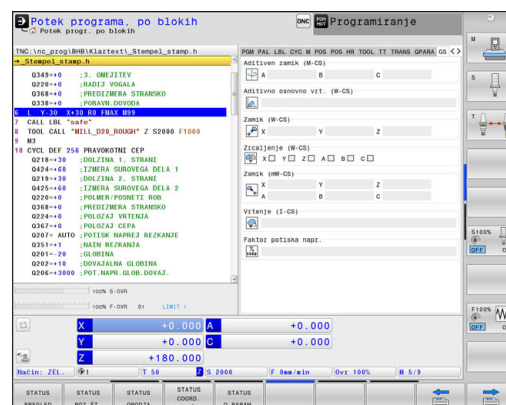 Potek programa, po blokih
Potek progr. po blokih
DNC
Programiranje
TNC:\nc_prog\BHB\Klartext\_Stempel_stamp.h
→_Stempel_stamp.h
Q349=+0 ;3. OMEJITEV
Q220=+0 ;RADIJ VOGALA
Q368=+0 ;PREDIZMERA STRANSKO
Q338=+0 ;PORAVN.DOVODA
6 L Y-30 X+30 R0 FMAX M99
7 CALL LBL "safe"
8 TOOL CALL "MILL_D20_ROUGH" Z S2000 F1000
9 M3
10 CYCL DEF 256 PRAVOKOTNI CEP
Q218=+30 ;DOLZINA 1. STRANI
Q424=+60 ;IZMERA SUROVEGA DELA 1
Q219=+30 ;DOLZINA 2. STRANI
Q425=+60 ;IZMERA SUROVEGA DELA 2
Q220=+0 ;POLMER/POSNETI ROB
Q368=+0 ;PREDIZMERA STRANSKO
Q224=+0 ;POLOZAJ VRTENJA
Q367=+0 ;POLOZAJ CEPA
Q207= AUTO ;POTISK NAPREJ REZKANJE
Q351=+1 ;NAIN REZKANJA
Q201=-20 ;GLOBINA
Q202=+10 ;DOVAJALNA GLOBINA
Q206=+3000 ;POT.NAPR.GLOB.DOVAJ.
PGM PAL LBL CYC M POS POS HR TOOL TT TRANS QPARA GS
Aditiven zamik (M-CS)
A B C
Aditivno osnovno vrt. (W-CS)
Zamik (W-CS)
X Y Z
Zrcaljenje (W-CS)
X Y Z A B C
Zamik (mW-CS)
X Y Z
A B C
Vrtenje (I-CS)
Faktor potiska napr.
100% S-OVR
100% F-OVR S1 LIMIT 1
X +0.000 A +0.000
Y +0.000 C +0.000
Z +180.000
Način: ŽEL. 1 T 50 Z S 2000 F 0mm/min Ovr 100% M 5/9
STATUS
STATUS
STATUS
STATUS
COORD.
STATUS
M
S
T
S100%
OFF
F100%
OFF